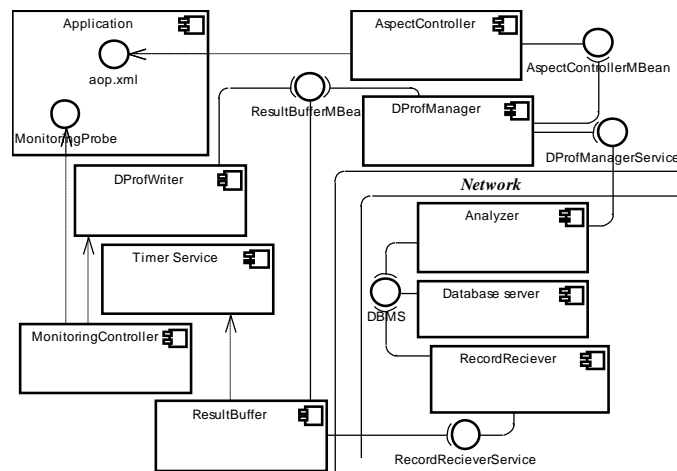 Application
AspectController
aop.xml
AspectControllerMBean
ResultBufferMBea
DProfManager
MonitoringProbe
DProfManagerService
DProfWriter
Network
Analyzer
Timer Service
Database server
DBMS
MonitoringController
RecordReciever
ResultBuffer
RecordRecieverService